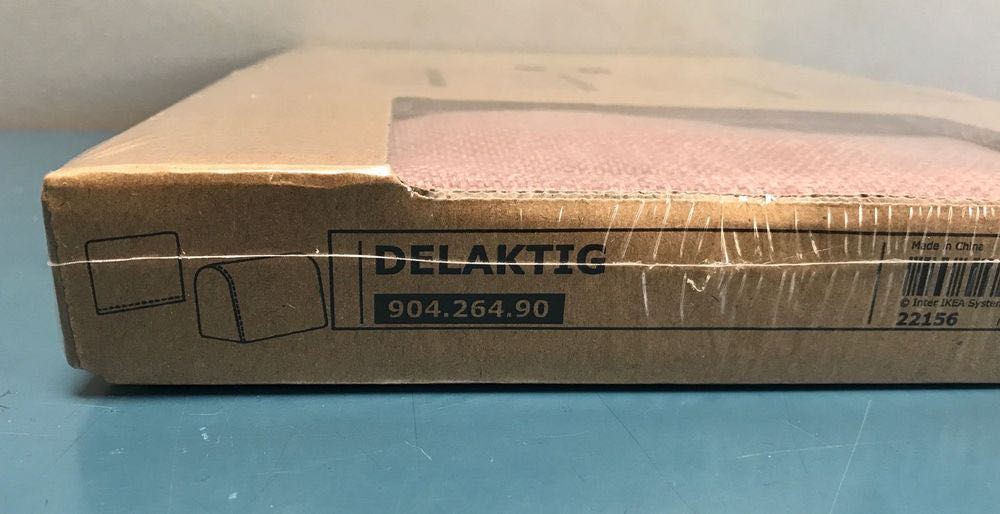 DELAKTIG
904.264.90
Made in China
© Inter IKEA System
22156